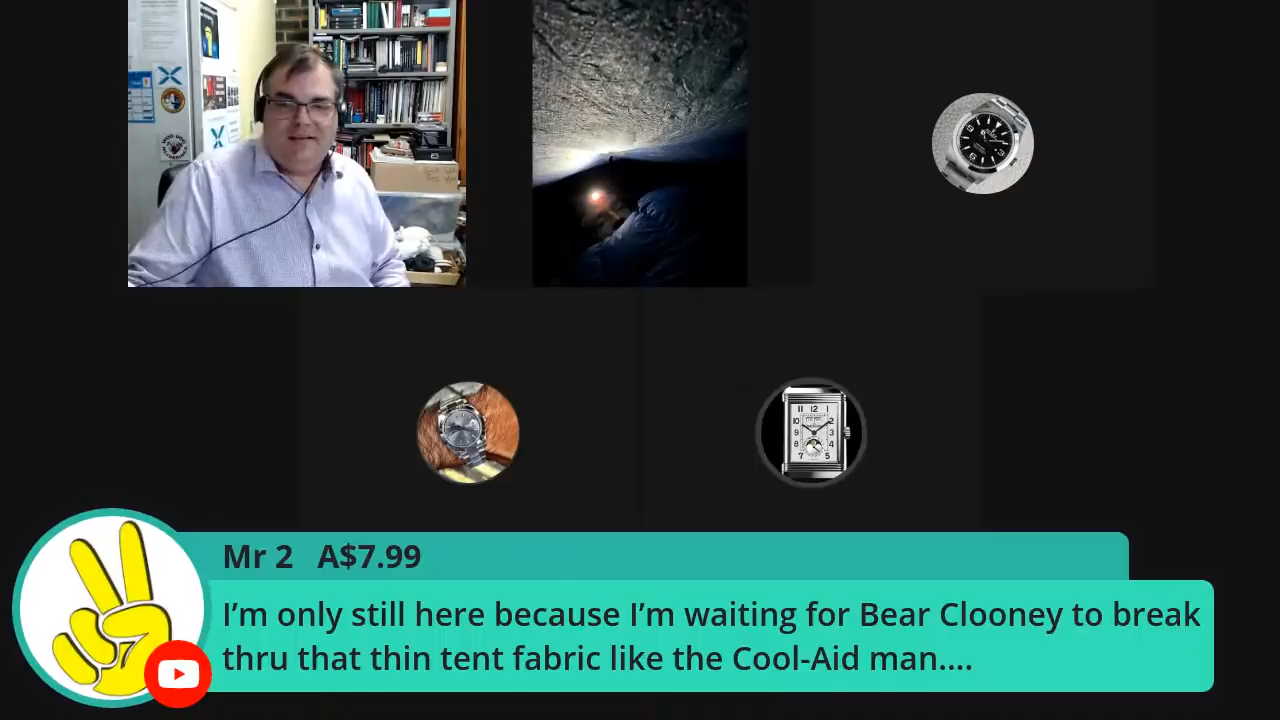 Mr 2 A$7.99
I'm only still here because I'm waiting for Bear Clooney to break
thru that thin tent fabric like the Cool-Aid man....